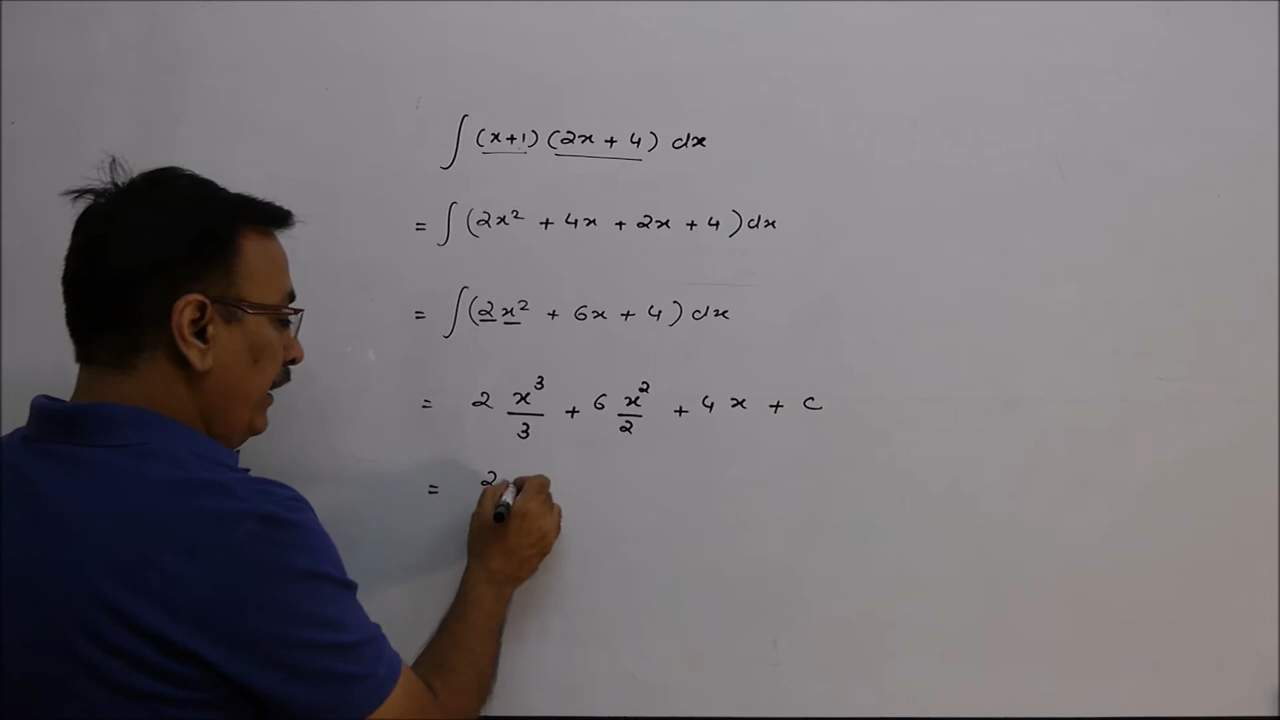 ∫ (x+1) (2x + 4) dx
= ∫ (2x² + 4x + 2x + 4) dx
= ∫ (2x² + 6x + 4) dx
= 2 x³/3 + 6 x²/2 + 4x + c
= 2